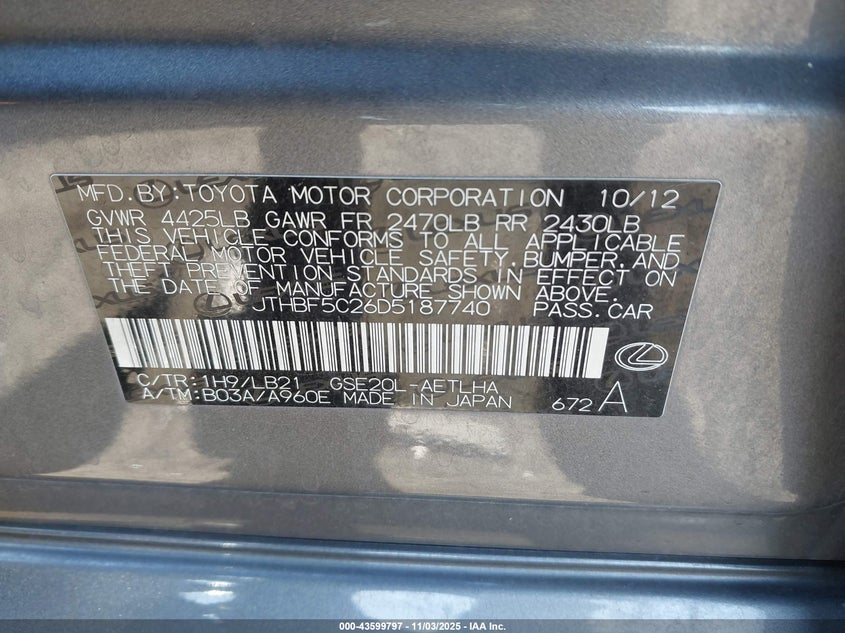 MFD.BY:TOYOTA MOTOR CORPORATION 10/12
GVWR 4425LB GAWR FR 2470LB RR 2430LB
THIS VEHICLE CONFORMS TO ALL APPLICABLE
FEDERAL MOTOR VEHICLE SAFETY,BUMPER,AND
THEFT PREVENTION STANDARDS IN EFFECT ON
THE DATE OF MANUFACTURE SHOWN ABOVE.
JTHBF5C26D5187740 PASS.CAR
C/TR:1H9/LB21 GSE20L-AETLHA
A/TM:B03A/A960E MADE IN JAPAN 672 A
000-43599797 - 11/03/2025 - IAA Inc.